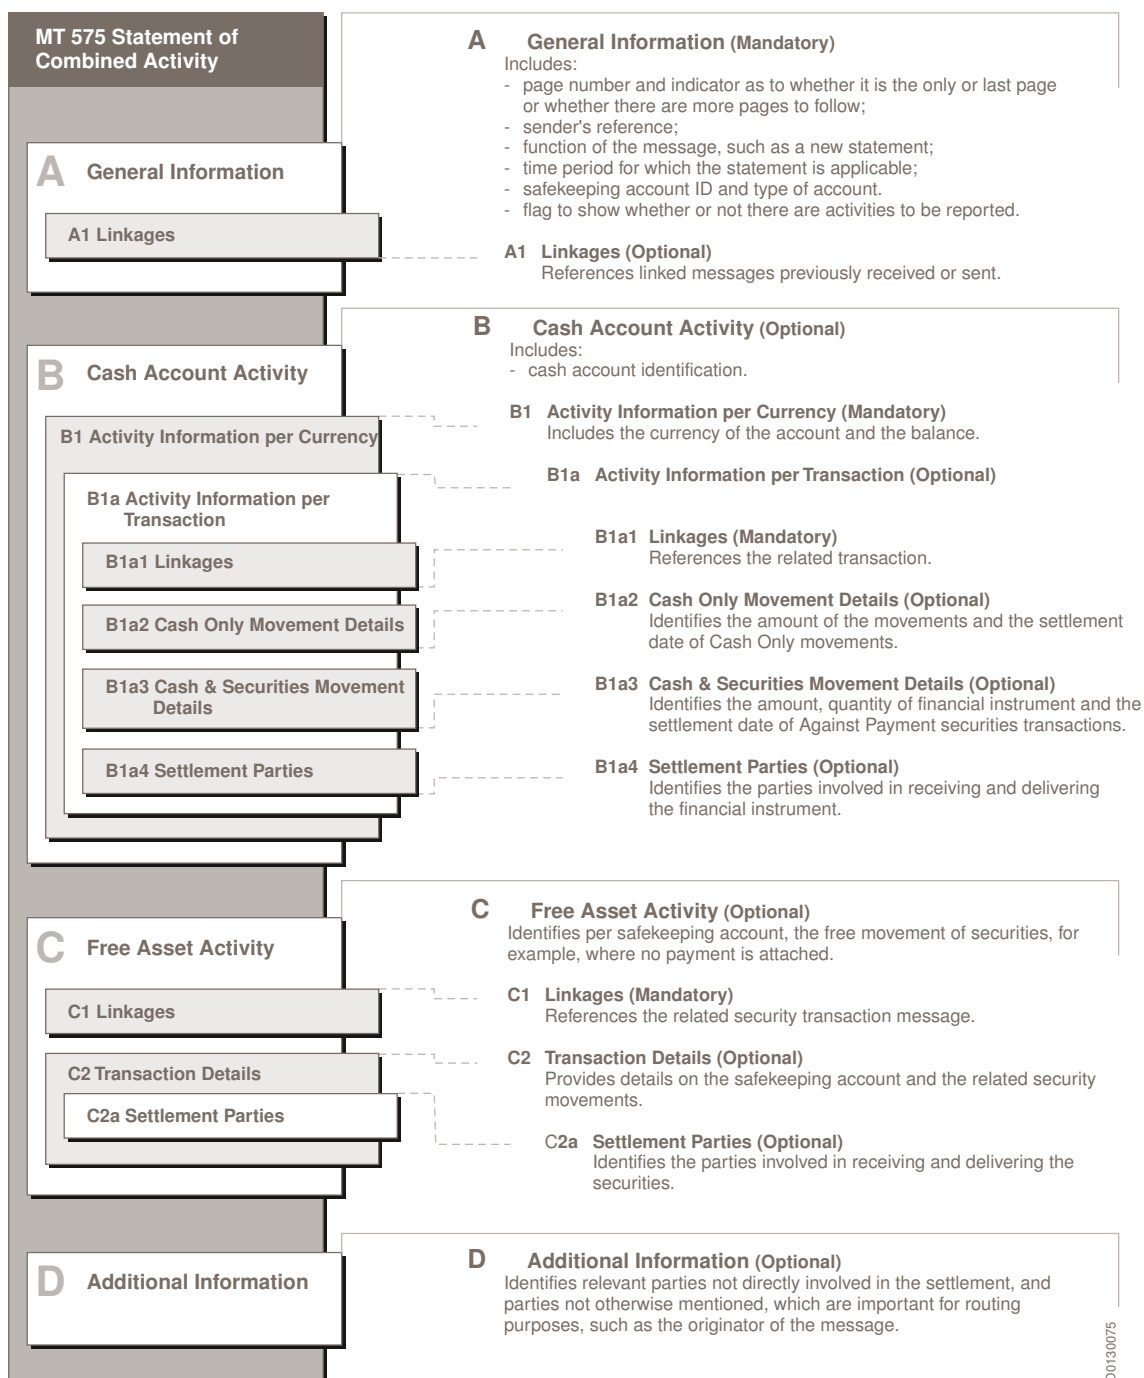 MT 575 Statement of
Combined Activity
A General Information
A1 Linkages
B Cash Account Activity
B1 Activity Information per Currency
B1a Activity Information per
Transaction
B1a1 Linkages
B1a2 Cash Only Movement Details
B1a3 Cash & Securities Movement
Details
B1a4 Settlement Parties
C Free Asset Activity
C1 Linkages
C2 Transaction Details
C2a Settlement Parties
D Additional Information
A General Information (Mandatory)
Includes:
- page number and indicator as to whether it is the only or last page
or whether there are more pages to follow;
- sender's reference;
- function of the message, such as a new statement;
- time period for which the statement is applicable;
- safekeeping account ID and type of account.
- flag to show whether or not there are activities to be reported.
A1 Linkages (Optional)
References linked messages previously received or sent.
B Cash Account Activity (Optional)
Includes:
- cash account identification.
B1 Activity Information per Currency (Mandatory)
Includes the currency of the account and the balance.
B1a Activity Information per Transaction (Optional)
B1a1 Linkages (Mandatory)
References the related transaction.
B1a2 Cash Only Movement Details (Optional)
Identifies the amount of the movements and the settlement
date of Cash Only movements.
B1a3 Cash & Securities Movement Details (Optional)
Identifies the amount, quantity of financial instrument and the
settlement date of Against Payment securities transactions.
B1a4 Settlement Parties (Optional)
Identifies the parties involved in receiving and delivering
the financial instrument.
C Free Asset Activity (Optional)
Identifies per safekeeping account, the free movement of securities, for
example, where no payment is attached.
C1 Linkages (Mandatory)
References the related security transaction message.
C2 Transaction Details (Optional)
Provides details on the safekeeping account and the related security
movements.
C2a Settlement Parties (Optional)
Identifies the parties involved in receiving and delivering the
securities.
D Additional Information (Optional)
Identifies relevant parties not directly involved in the settlement, and
parties not otherwise mentioned, which are important for routing
purposes, such as the originator of the message.